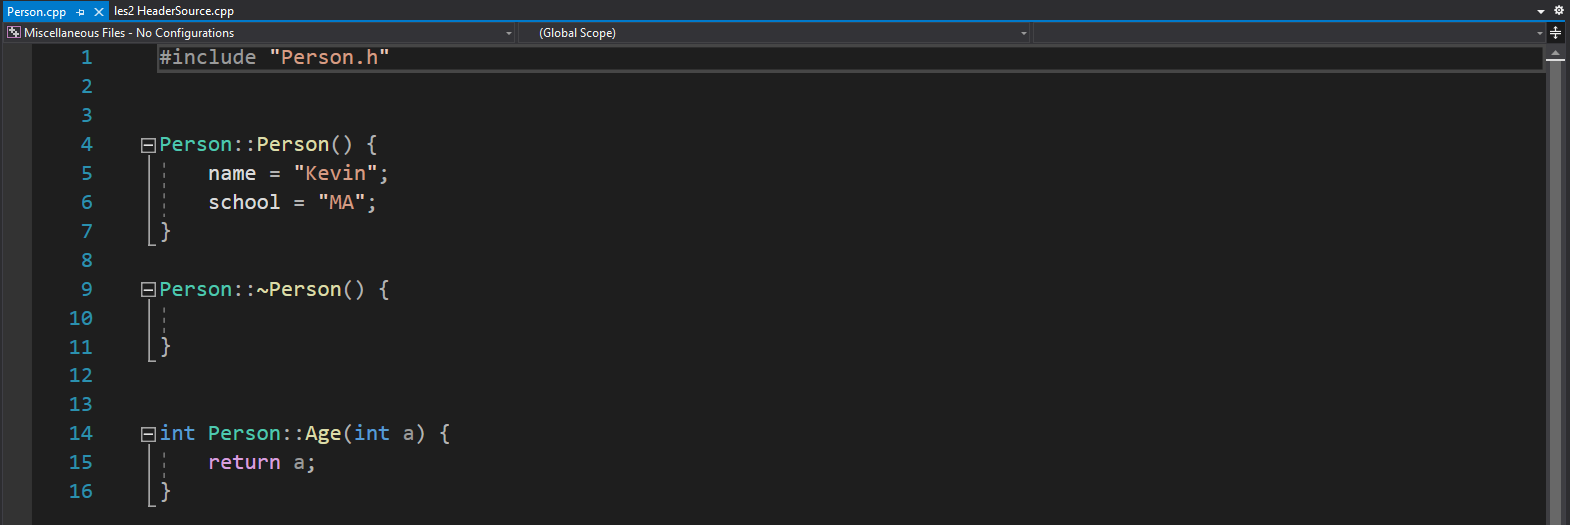 Person.cpp les2 HeaderSource.cpp
Miscellaneous Files - No Configurations (Global Scope)
1 #include "Person.h"
2
3
4 Person::Person() {
5 name = "Kevin";
6 school = "MA";
7 }
8
9 Person::~Person() {
10
11 }
12
13
14 int Person::Age(int a) {
15 return a;
16 }